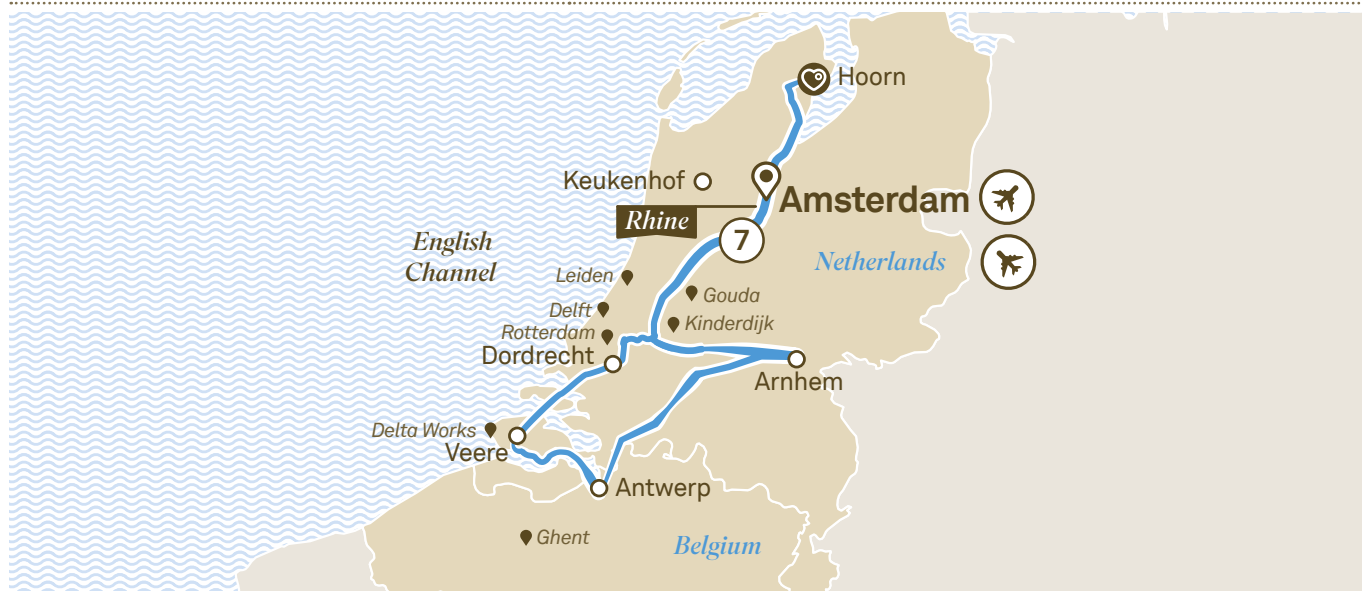 Hoorn
Keukenhof
Amsterdam
Rhine
7
English
Channel
Netherlands
Leiden
Gouda
Delft
Kinderdijk
Rotterdam
Dordrecht
Arnhem
Delta Works
Veere
Antwerp
Ghent
Belgium